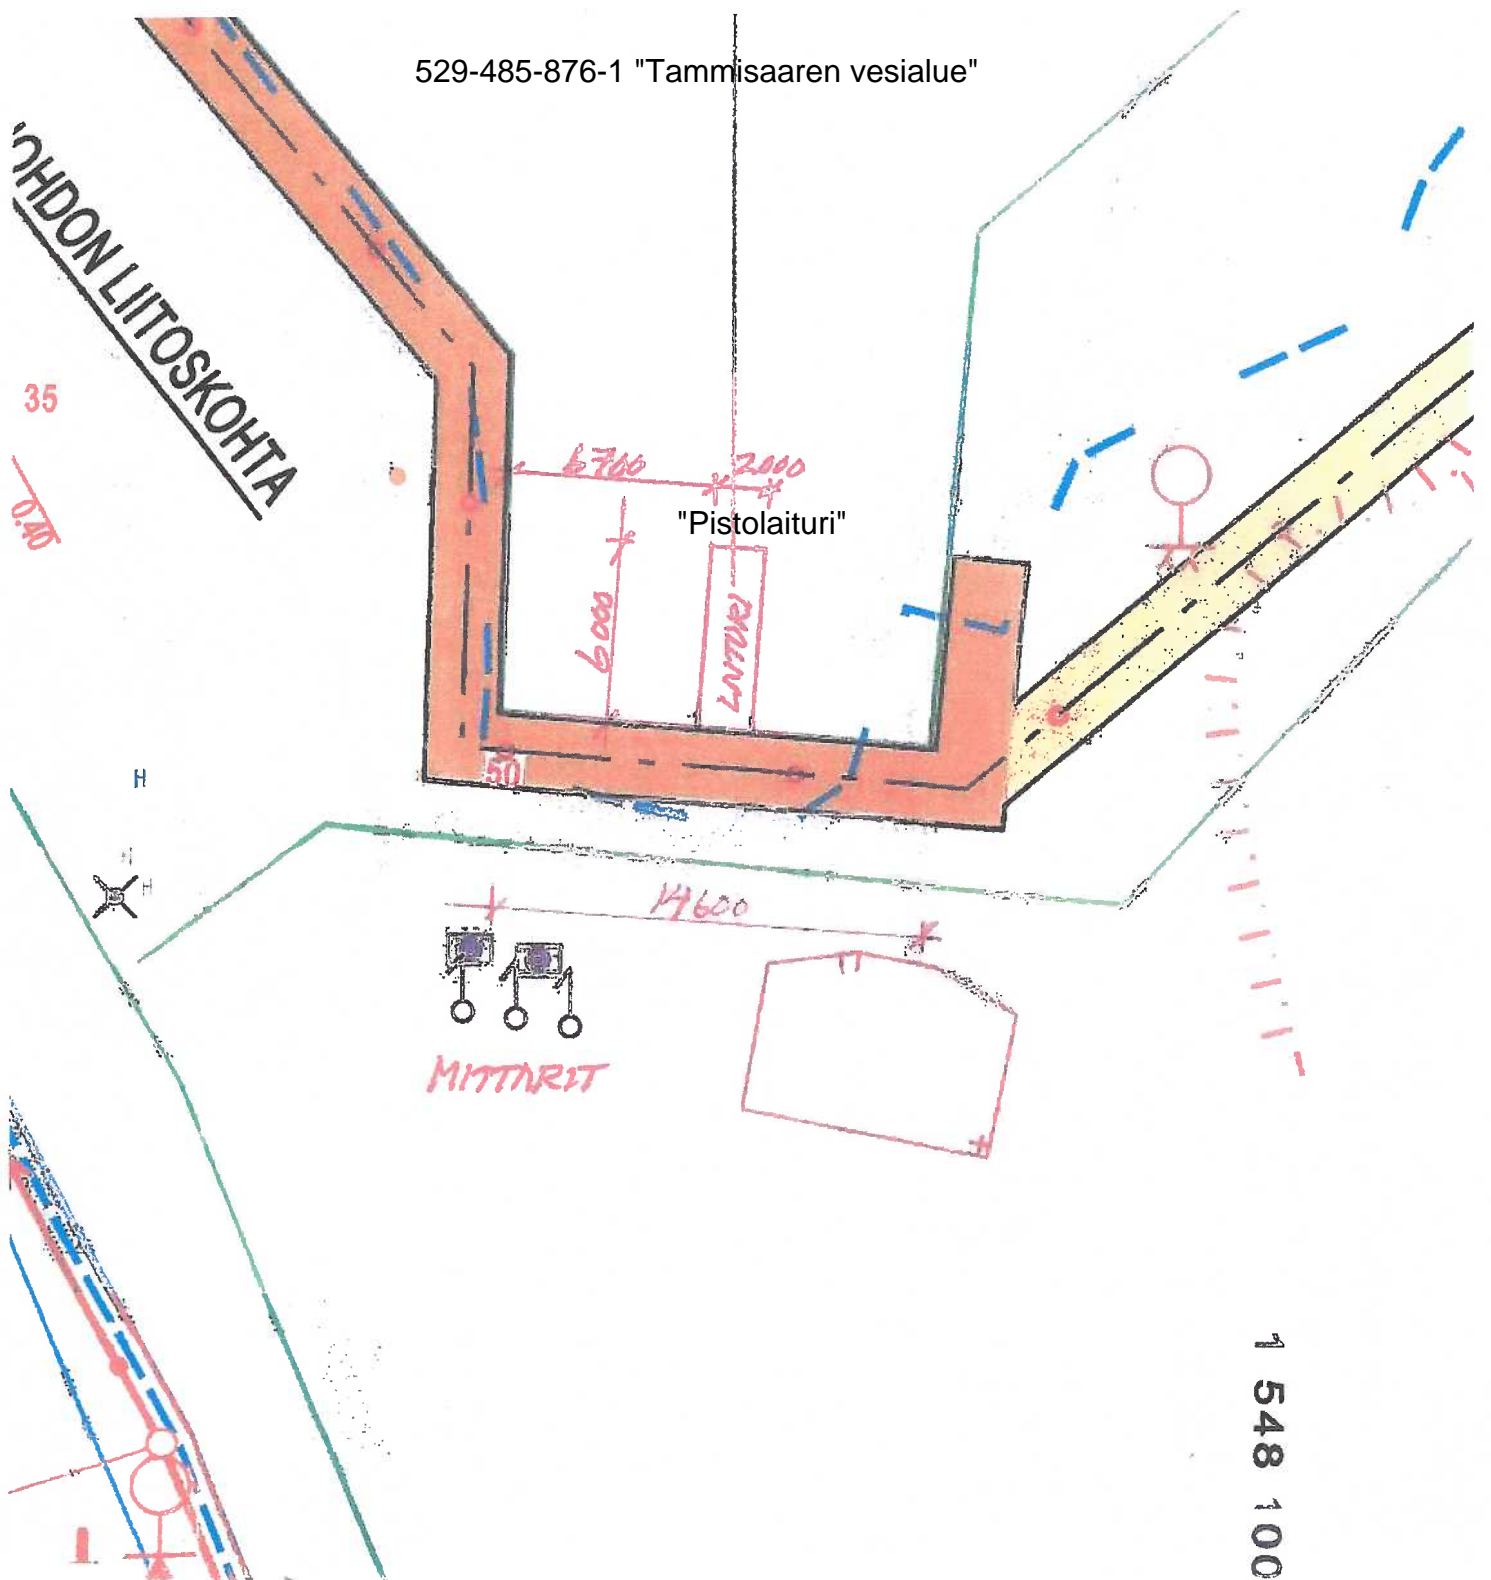 529-485-876-1 "Tammisaaren vesialue"
OHDON LIITOSKOHTA
35
0.40
6700
2000
"Pistolaituri"
6000
LAITURI
50
H
H
H
14600
MITTARIT
1 548 100